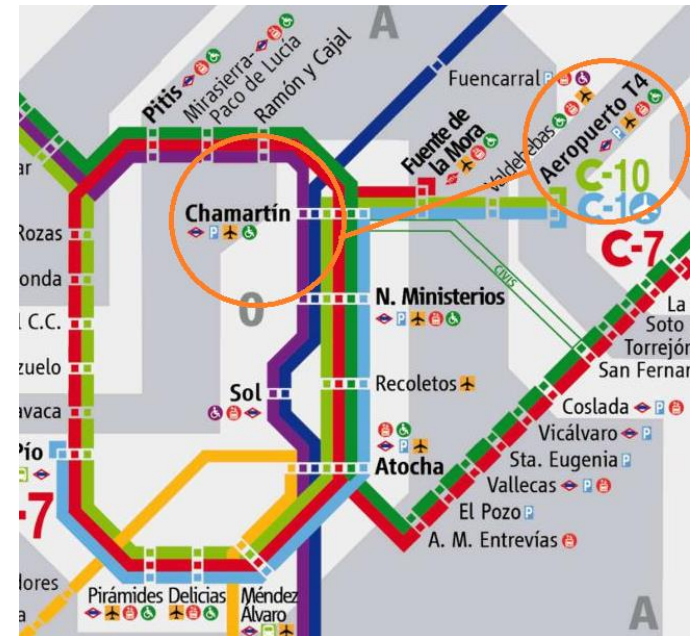 A
Pitis
Mirasierra-
Paco de Lucía
Ramón y Cajal
Fuencarral P
Fuente de
la Mora
Valdebebas
Aeropuerto T4
ar
C-10
C-1
C-7
Chamartín
P
Rozas
CIVIS
onda
0
N. Ministerios
P
La
Soto
Torrejón
San Fernar
l C.C.
zuelo
Sol
Recoletos
avaca
Coslada P
Vicálvaro P
Sta. Eugenia P
Vallecas P
El Pozo P
A. M. Entrevías
P
Atocha
Pío
-7
dores
a
Pirámides
Delicias
Méndez
Álvaro
A